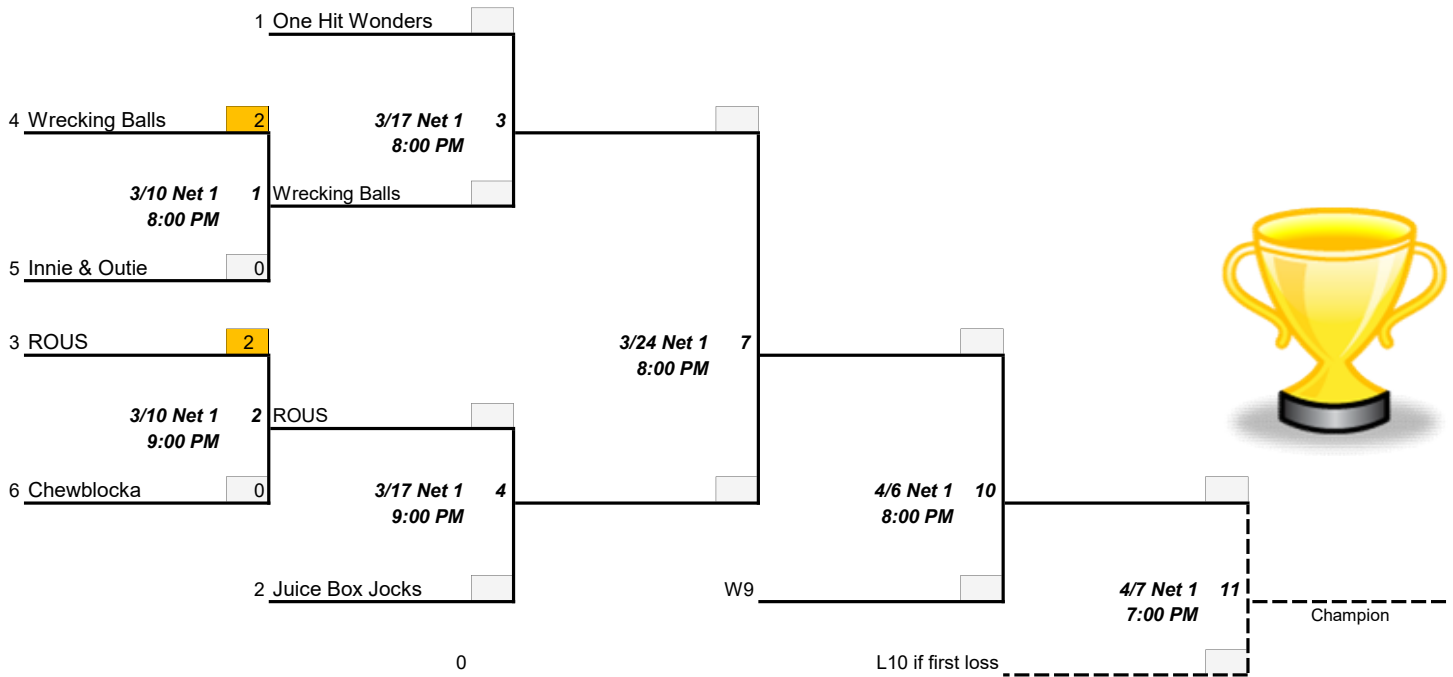 1 One Hit Wonders
4 Wrecking Balls 2
3/17 Net 1 3
8:00 PM
3/10 Net 1 1 Wrecking Balls
8:00 PM
5 Innie & Outie 0
3 ROUS 2
3/24 Net 1 7
8:00 PM
3/10 Net 1 2 ROUS
9:00 PM
6 Chewblocka 0
3/17 Net 1 4
9:00 PM
4/6 Net 1 10
8:00 PM
2 Juice Box Jocks
W9
4/7 Net 1 11
7:00 PM
Champion
0
L10 if first loss